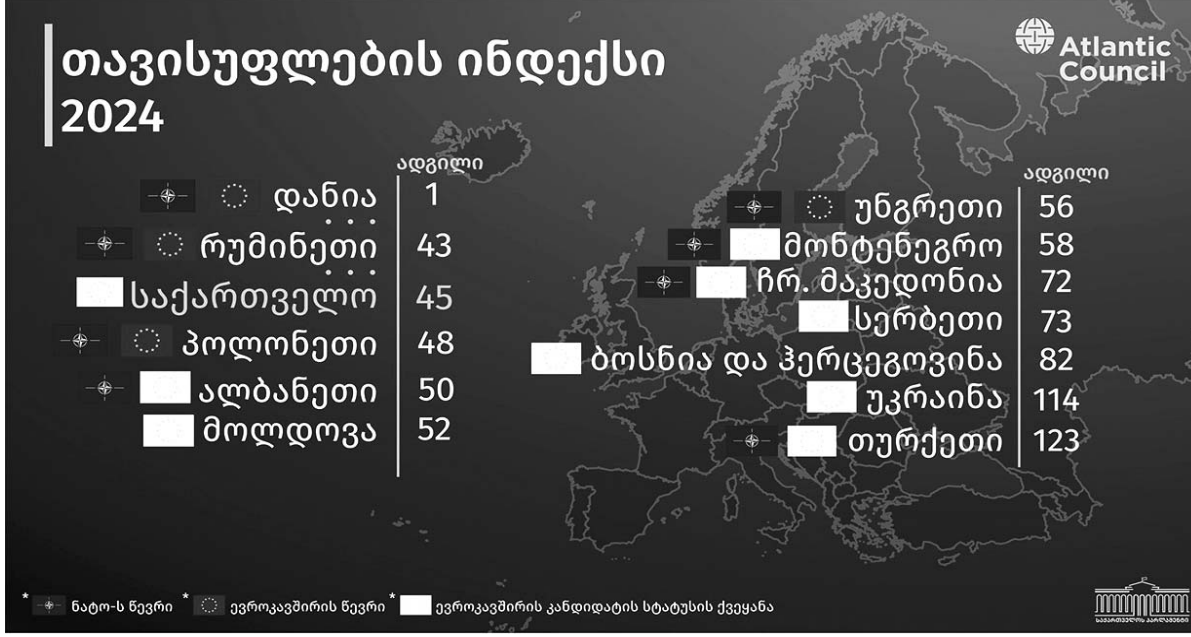 თავისუფლების ინდექსი
2024
Atlantic
Council
ადგილი
დანია 1
. . .
რუმინეთი 43
. . .
საქართველო 45
პოლონეთი 48
ალბანეთი 50
მოლდოვა 52
ადგილი
უნგრეთი 56
მონტენეგრო 58
ჩრ. მაკედონია 72
სერბეთი 73
ბოსნია და ჰერცეგოვინა 82
უკრაინა 114
თურქეთი 123
* ნატო-ს წევრი * ევროკავშირის წევრი * ევროკავშირის კანდიდატის სტატუსის ქვეყანა
საქართველოს პარლამენტი